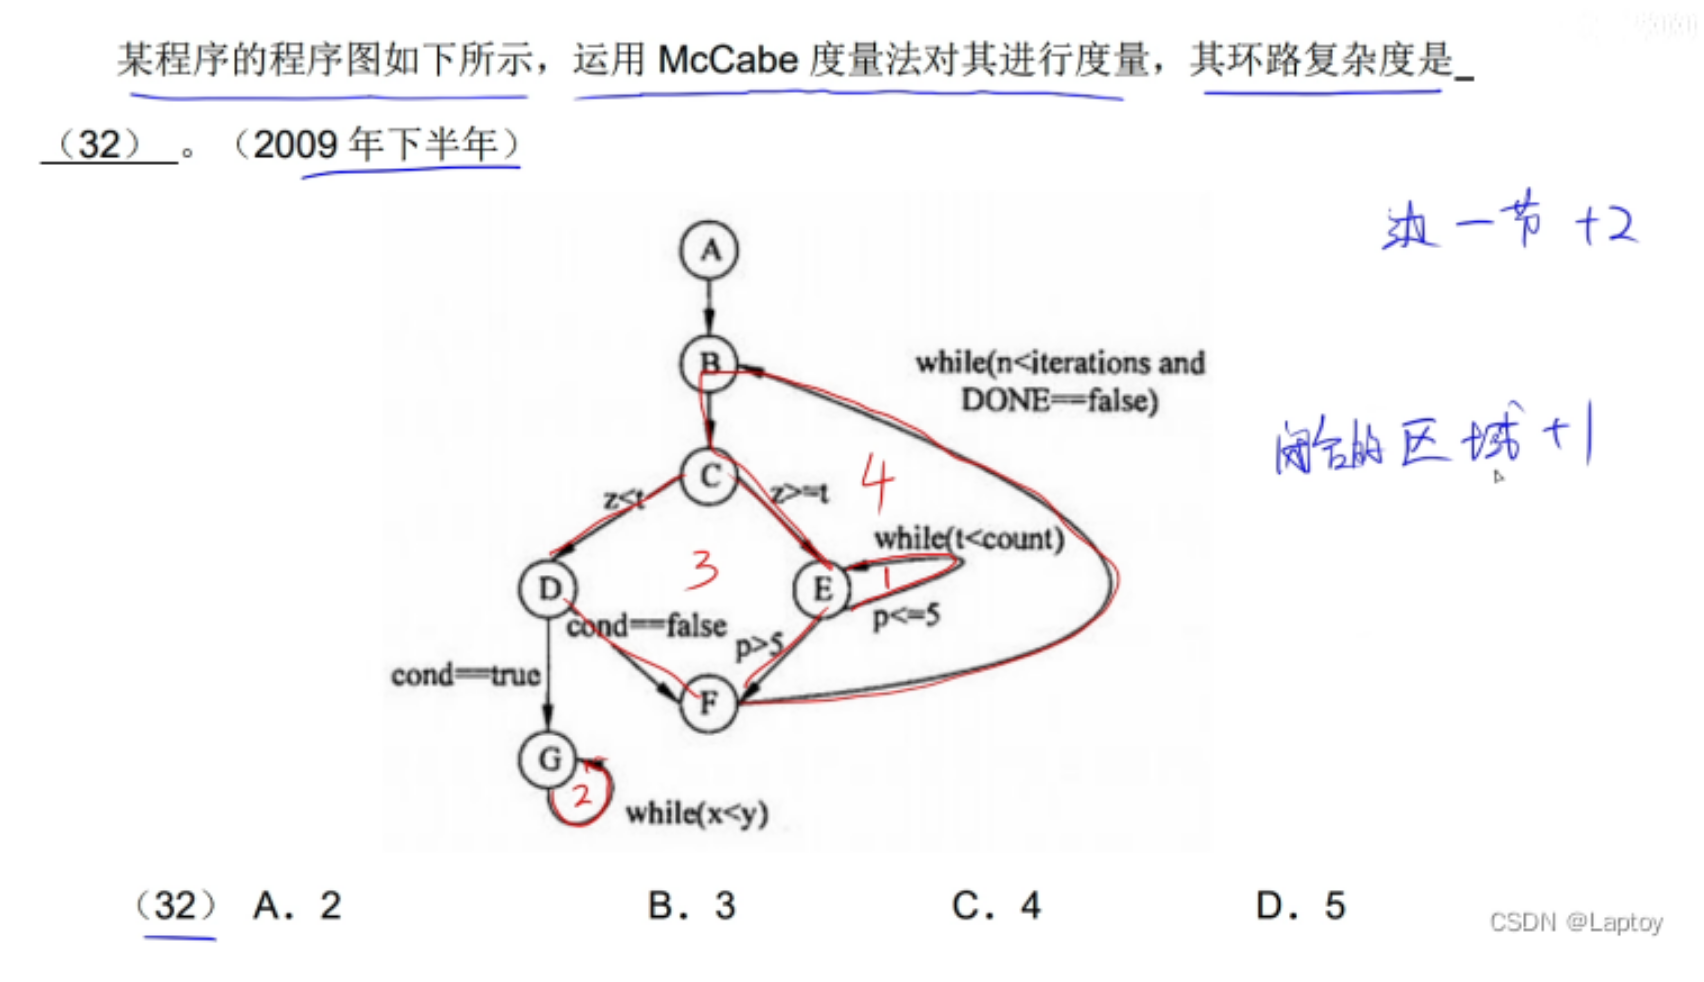 某程序的程序图如下所示，运用 McCabe 度量法对其进行度量，其环路复杂度是_
（32）。（2009 年下半年）
边 一 节 +2
A
B
while(n<iterations and
DONE==false)
闭合的区域 +1
C
4
z<t
z>=t
while(t<count)
3
D
E
1
cond==false
p<=5
p>5
cond==true
F
G
2
while(x<y)
（32） A. 2 B. 3 C. 4 D. 5
CSDN @Laptoy